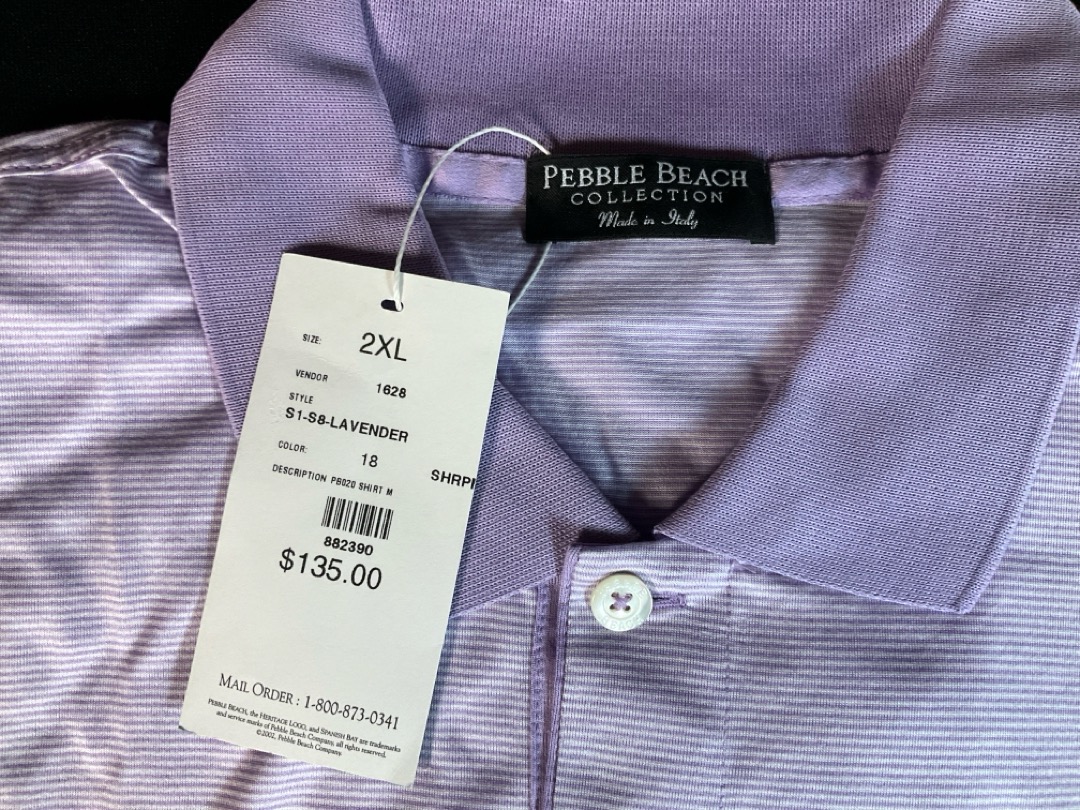 PEBBLE BEACH
COLLECTION
Made in Italy
SIZE: 2XL
VENDOR 1628
STYLE
S1-S8-LAVENDER
COLOR: 18
SHRPI
DESCRIPTION PB020 SHIRT M
882390
$135.00
MAIL ORDER : 1-800-873-0341
PEBBLE BEACH, the HERITAGE LOGO, and SPANISH BAY are trademarks
and service marks of Pebble Beach Company, all rights reserved.
©2002, Pebble Beach Company